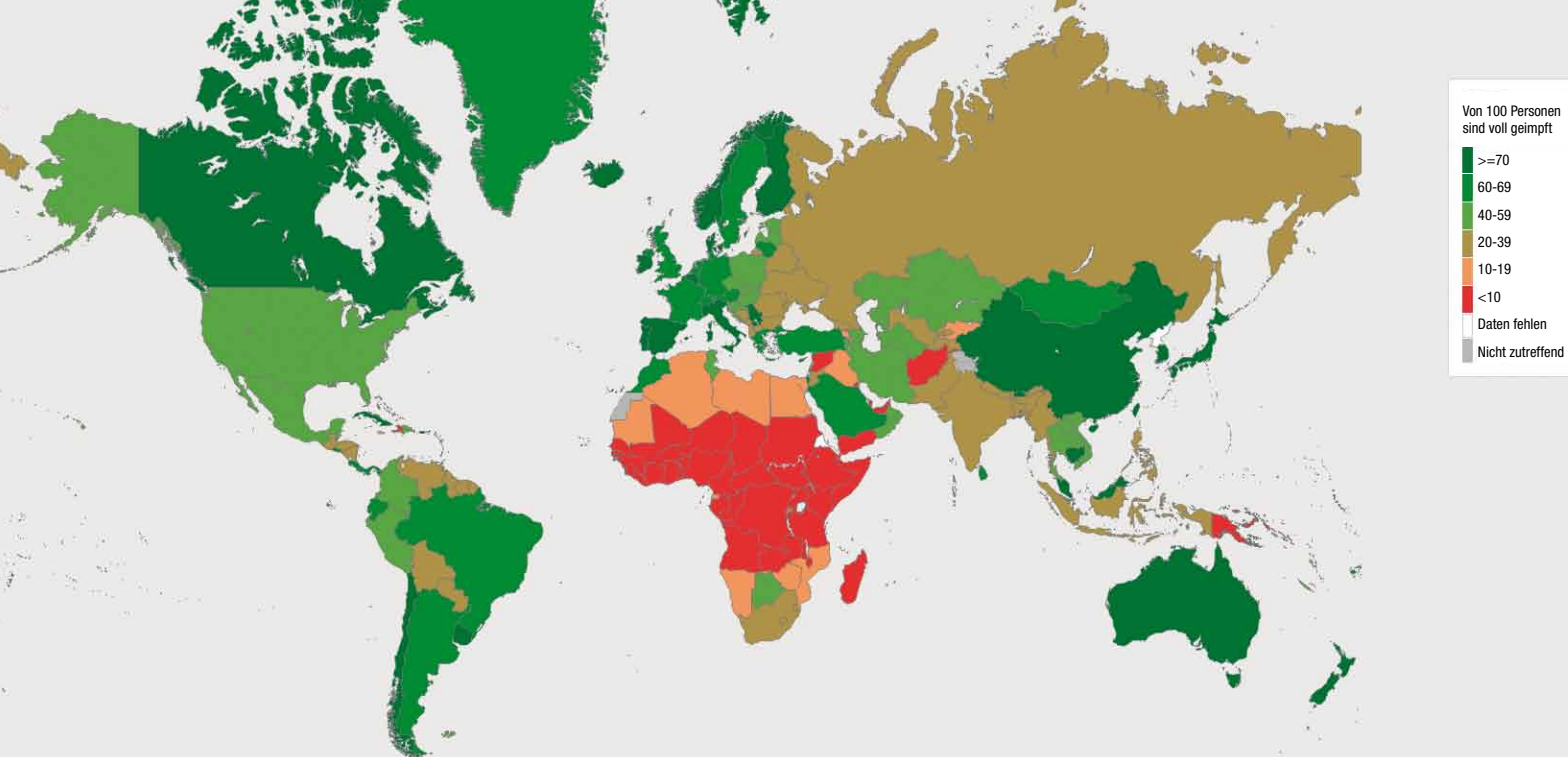 Von 100 Personen
sind voll geimpft
>=70
60-69
40-59
20-39
10-19
<10
Daten fehlen
Nicht zutreffend